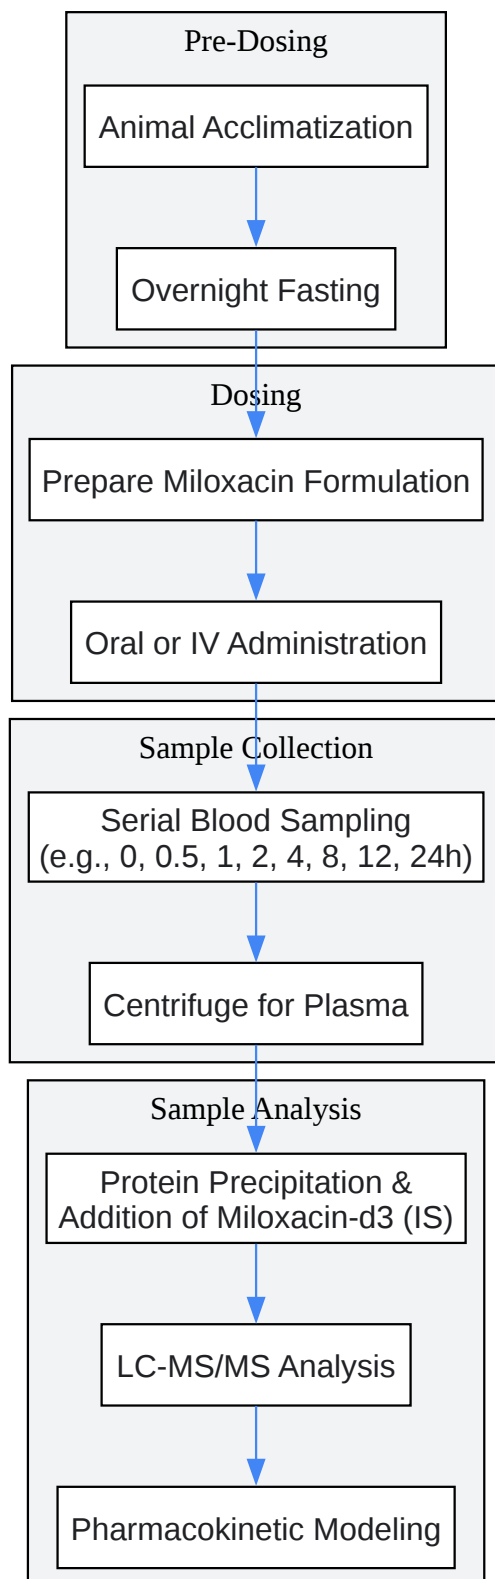 Pre-Dosing
Animal Acclimatization
Overnight Fasting
Dosing
Prepare Miloxacin Formulation
Oral or IV Administration
Sample Collection
Serial Blood Sampling
(e.g., 0, 0.5, 1, 2, 4, 8, 12, 24h)
Centrifuge for Plasma
Sample Analysis
Protein Precipitation &
Addition of Miloxacin-d3 (IS)
LC-MS/MS Analysis
Pharmacokinetic Modeling